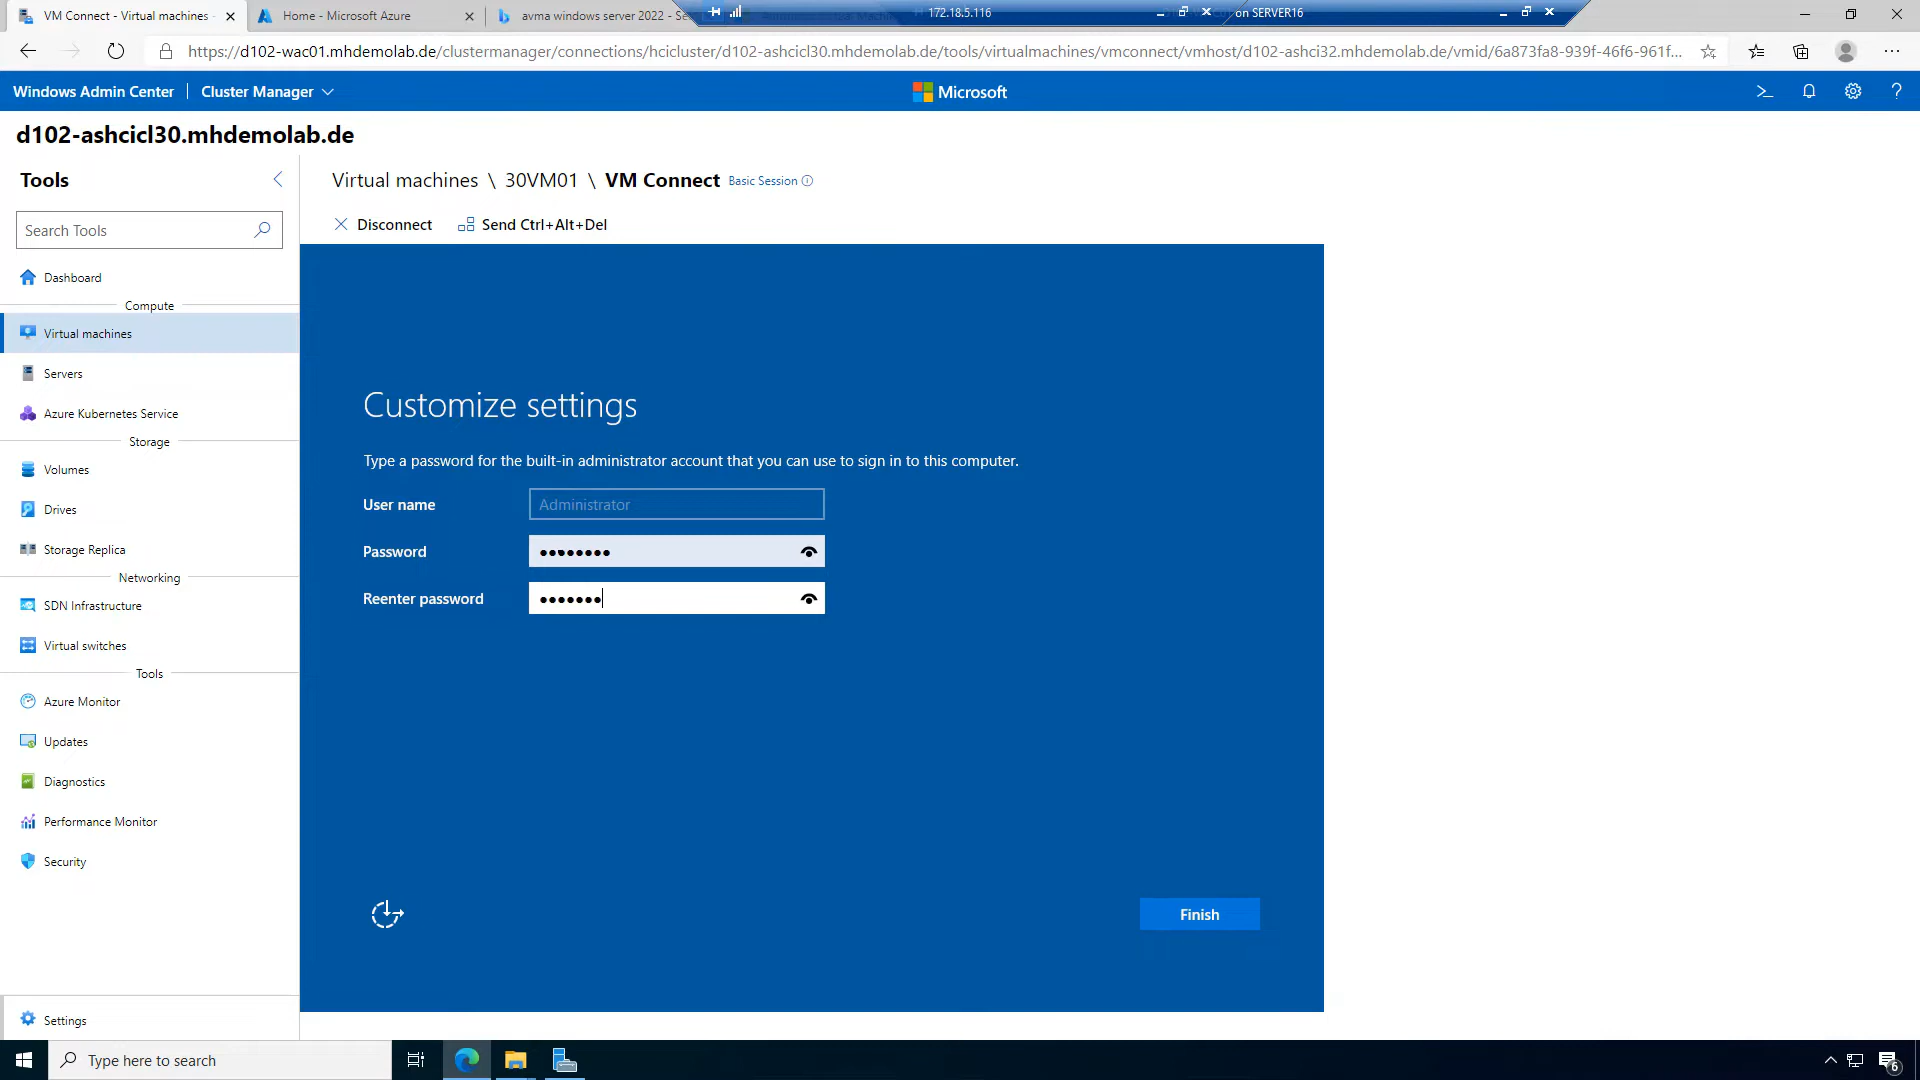 VM Connect - Virtual machines -
Home - Microsoft Azure
avma windows server 2022 - Se
172.18.5.116
on SERVER16
https://d102-wac01.mhdemolab.de/clustermanager/connections/hcicluster/d102-ashcicl30.mhdemolab.de/tools/virtualmachines/vmconnect/vmhost/d102-ashci32.mhdemolab.de/vmid/6a873fa8-939f-46f6-961f...
Windows Admin Center
Cluster Manager
Microsoft
d102-ashcicl30.mhdemolab.de
Tools
Search Tools
Dashboard
Compute
Virtual machines
Servers
Azure Kubernetes Service
Storage
Volumes
Drives
Storage Replica
Networking
SDN Infrastructure
Virtual switches
Tools
Azure Monitor
Updates
Diagnostics
Performance Monitor
Security
Settings
Virtual machines \ 30VM01 \ VM Connect Basic Session
Disconnect
Send Ctrl+Alt+Del
Customize settings
Type a password for the built-in administrator account that you can use to sign in to this computer.
User name
Administrator
Password
Reenter password
Finish
Type here to search
6